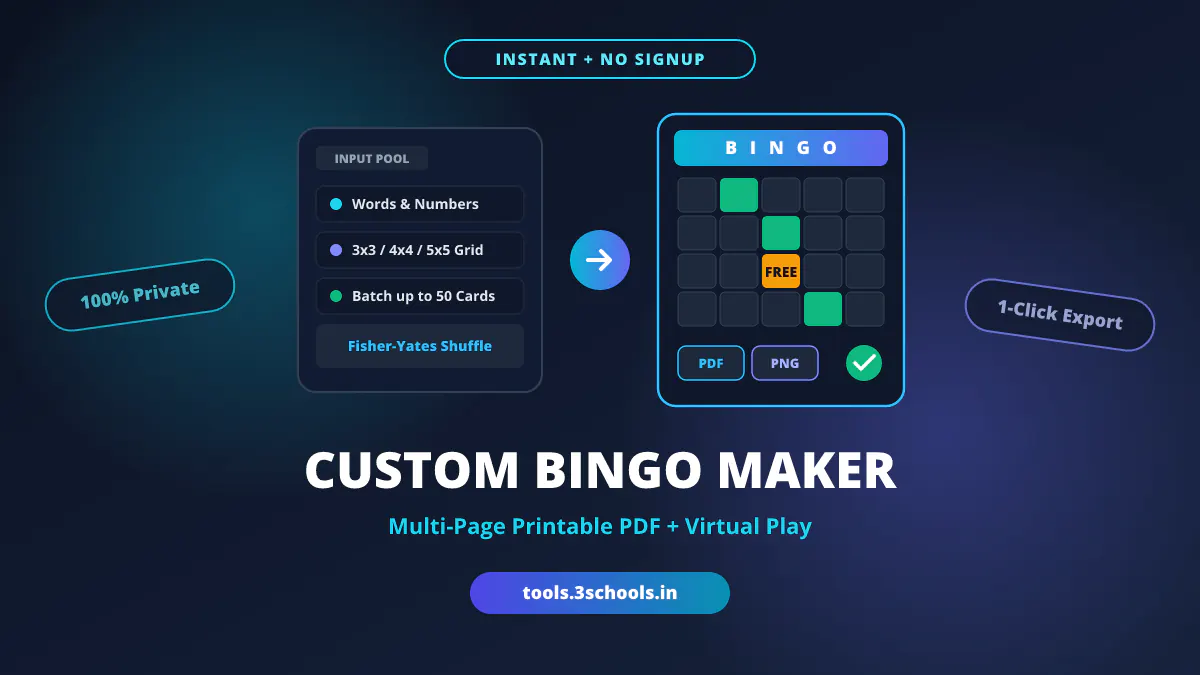 INSTANT + NO SIGNUP
INPUT POOL
Words & Numbers
3x3 / 4x4 / 5x5 Grid
Batch up to 50 Cards
Fisher-Yates Shuffle
B I N G O
FREE
PDF
PNG
100% Private
1-Click Export
CUSTOM BINGO MAKER
Multi-Page Printable PDF + Virtual Play
tools.3schools.in